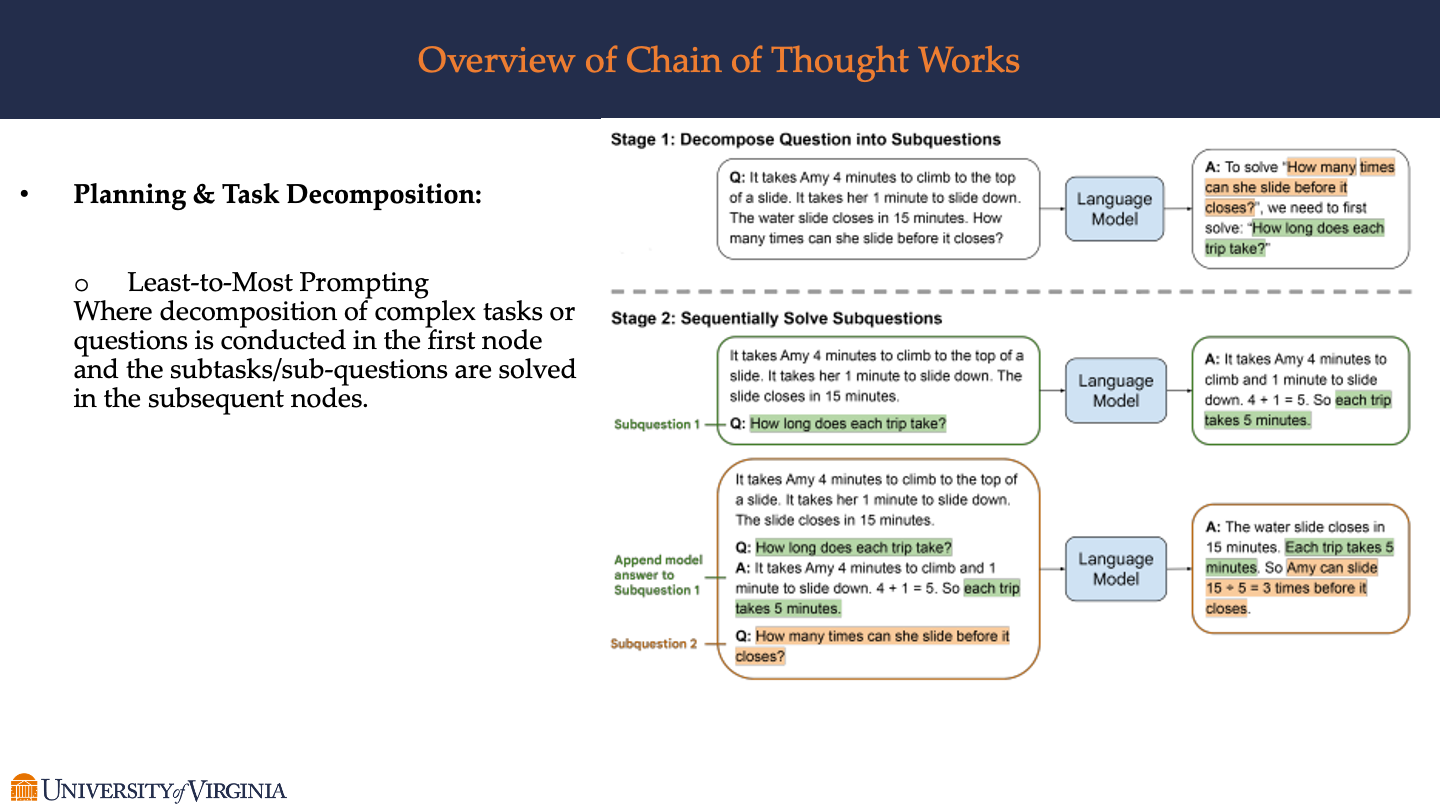 Overview of Chain of Thought Works
• Planning & Task Decomposition:
o Least-to-Most Prompting
Where decomposition of complex tasks or
questions is conducted in the first node
and the subtasks/sub-questions are solved
in the subsequent nodes.
Stage 1: Decompose Question into Subquestions
Q: It takes Amy 4 minutes to climb to the top
of a slide. It takes her 1 minute to slide down.
The water slide closes in 15 minutes. How
many times can she slide before it closes?
Language
Model
A: To solve “How many times
can she slide before it
closes?”, we need to first
solve: “How long does each
trip take?”
Stage 2: Sequentially Solve Subquestions
It takes Amy 4 minutes to climb to the top of a
slide. It takes her 1 minute to slide down. The
slide closes in 15 minutes.
Subquestion 1
Q: How long does each trip take?
Language
Model
A: It takes Amy 4 minutes to
climb and 1 minute to slide
down. 4 + 1 = 5. So each trip
takes 5 minutes.
It takes Amy 4 minutes to climb to the top of
a slide. It takes her 1 minute to slide down.
The slide closes in 15 minutes.
Append model
answer to
Subquestion 1
Q: How long does each trip take?
A: It takes Amy 4 minutes to climb and 1
minute to slide down. 4 + 1 = 5. So each trip
takes 5 minutes.
Subquestion 2
Q: How many times can she slide before it
closes?
Language
Model
A: The water slide closes in
15 minutes. Each trip takes 5
minutes. So Amy can slide
15 ÷ 5 = 3 times before it
closes.
UNIVERSITY of VIRGINIA